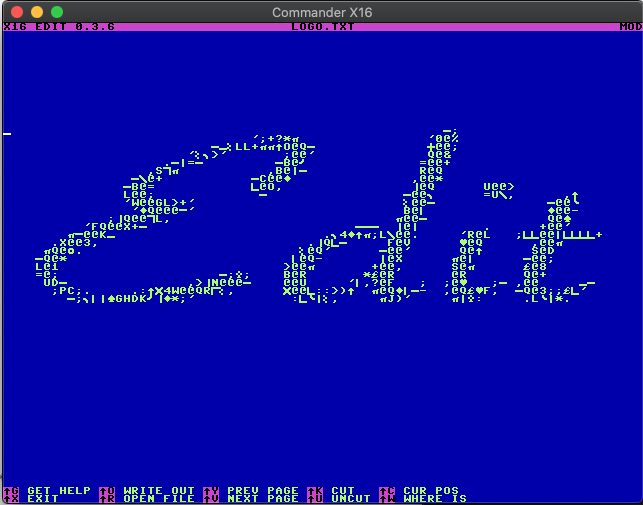 Commander X16
X16 EDIT 0.3.6 LOGO.TXT MOD
Edit
↑G GET HELP ↑O WRITE OUT ↑Y PREV PAGE ↑K CUT ↑C CUR POS
↑X EXIT ↑R OPEN FILE ↑V NEXT PAGE ↑U UNCUT ↑W WHERE IS